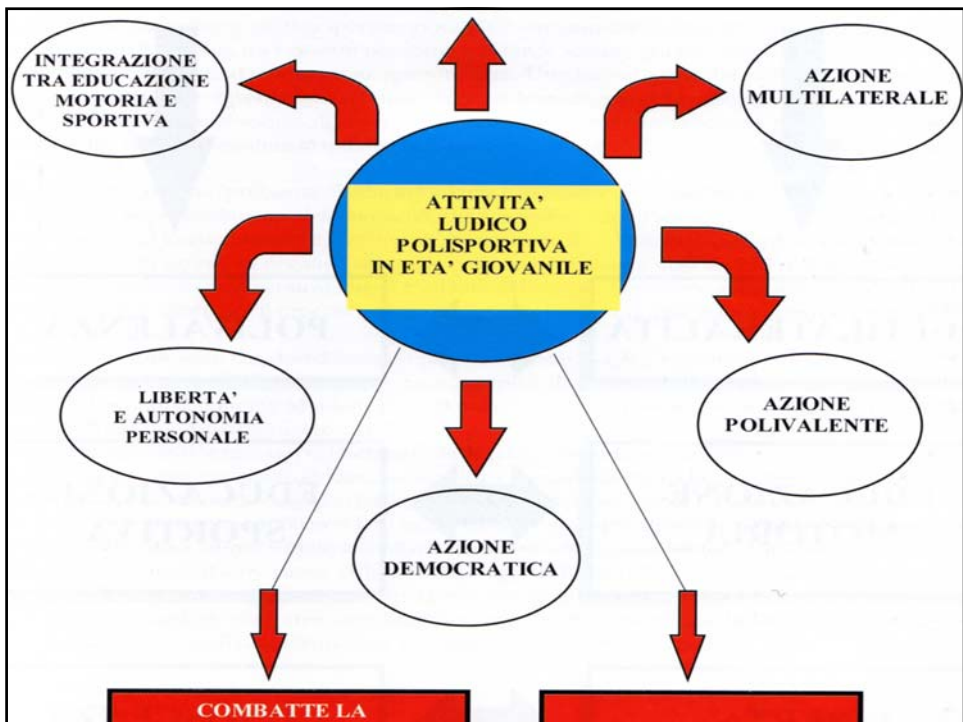 INTEGRAZIONE
TRA EDUCAZIONE
MOTORIA E
SPORTIVA
AZIONE
MULTILATERALE
ATTIVITA'
LUDICO
POLISPORTIVA
IN ETA' GIOVANILE
LIBERTA'
E AUTONOMIA
PERSONALE
AZIONE
POLIVALENTE
AZIONE
DEMOCRATICA
COMBATTE LA